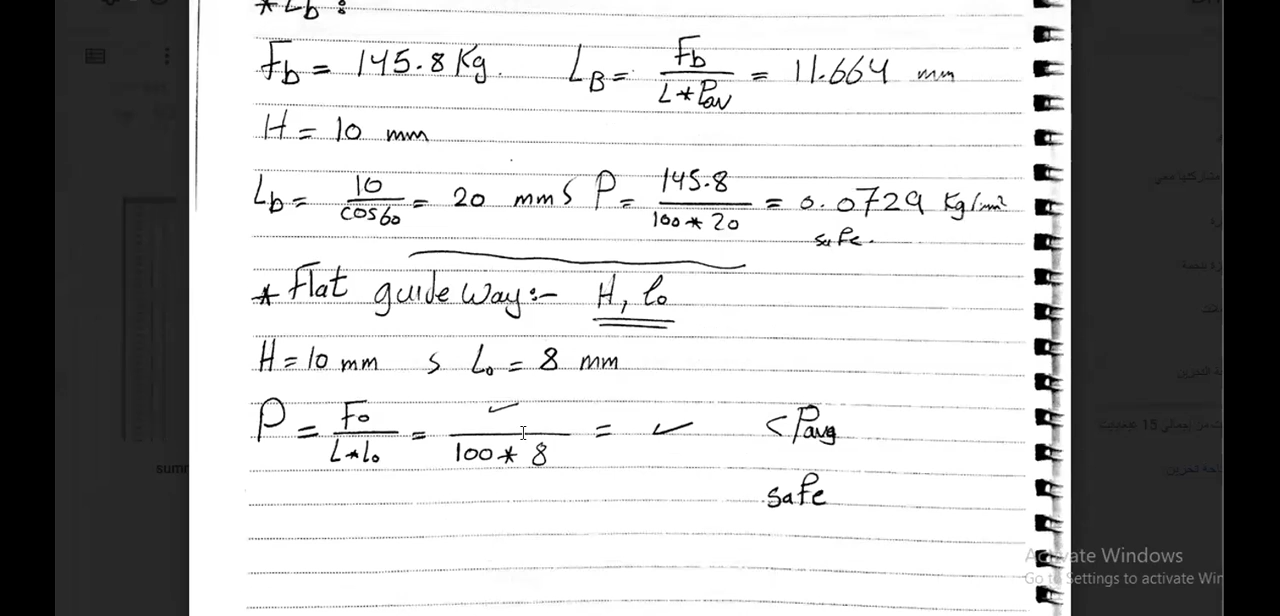 * Lb :
Fb = 145.8 Kg. LB = Fb / L*Pav = 11.664 mm
H = 10 mm
Lb = 10 / cos60 = 20 mm S P = 145.8 / 100*20 = 0.0729 Kg/mm²
safe.
* Flat guide way:- H, lo
H = 10 mm S Lo = 8 mm
P = Fo / L*lo = ✓ / 100*8 = ✓ < Pavg
safe
summ
Activate Windows
Go to Settings to activate Wir